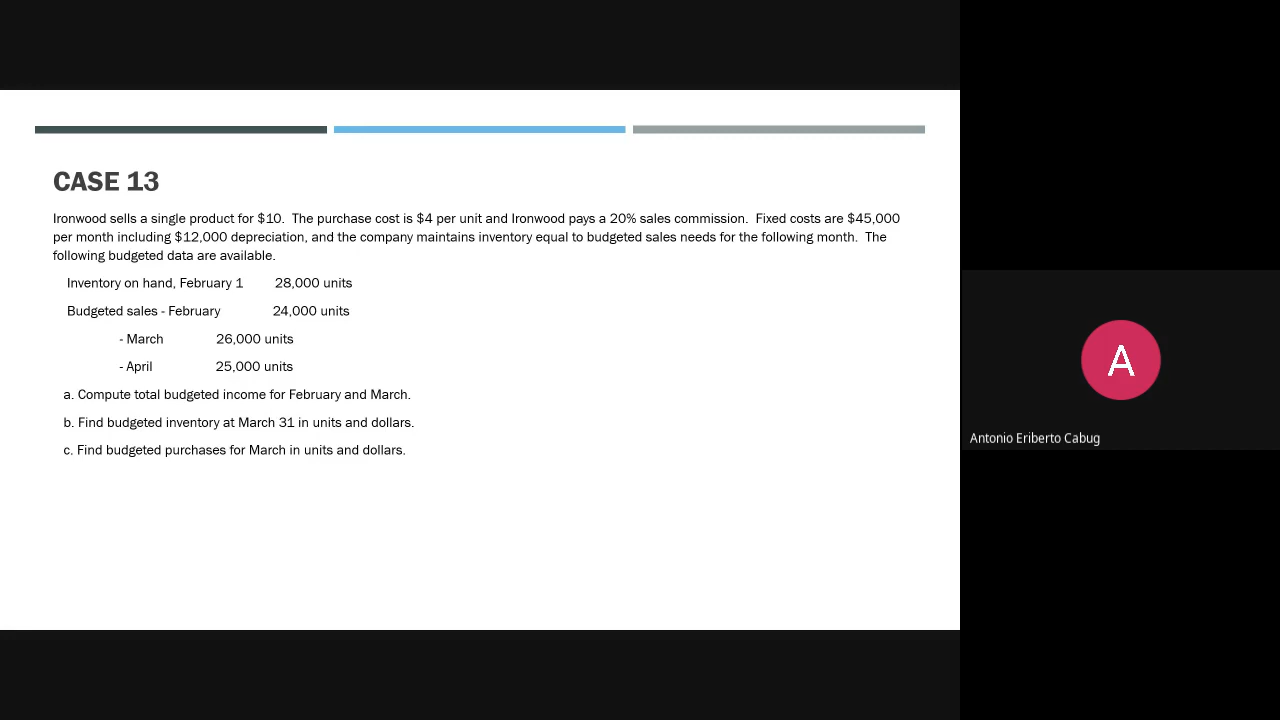 CASE 13
Ironwood sells a single product for $10.  The purchase cost is $4 per unit and Ironwood pays a 20% sales commission.  Fixed costs are $45,000
per month including $12,000 depreciation, and the company maintains inventory equal to budgeted sales needs for the following month.  The
following budgeted data are available.
Inventory on hand, February 1 28,000 units
Budgeted sales - February 24,000 units
- March 26,000 units
- April 25,000 units
a. Compute total budgeted income for February and March.
b. Find budgeted inventory at March 31 in units and dollars.
c. Find budgeted purchases for March in units and dollars.
A
Antonio Eriberto Cabug